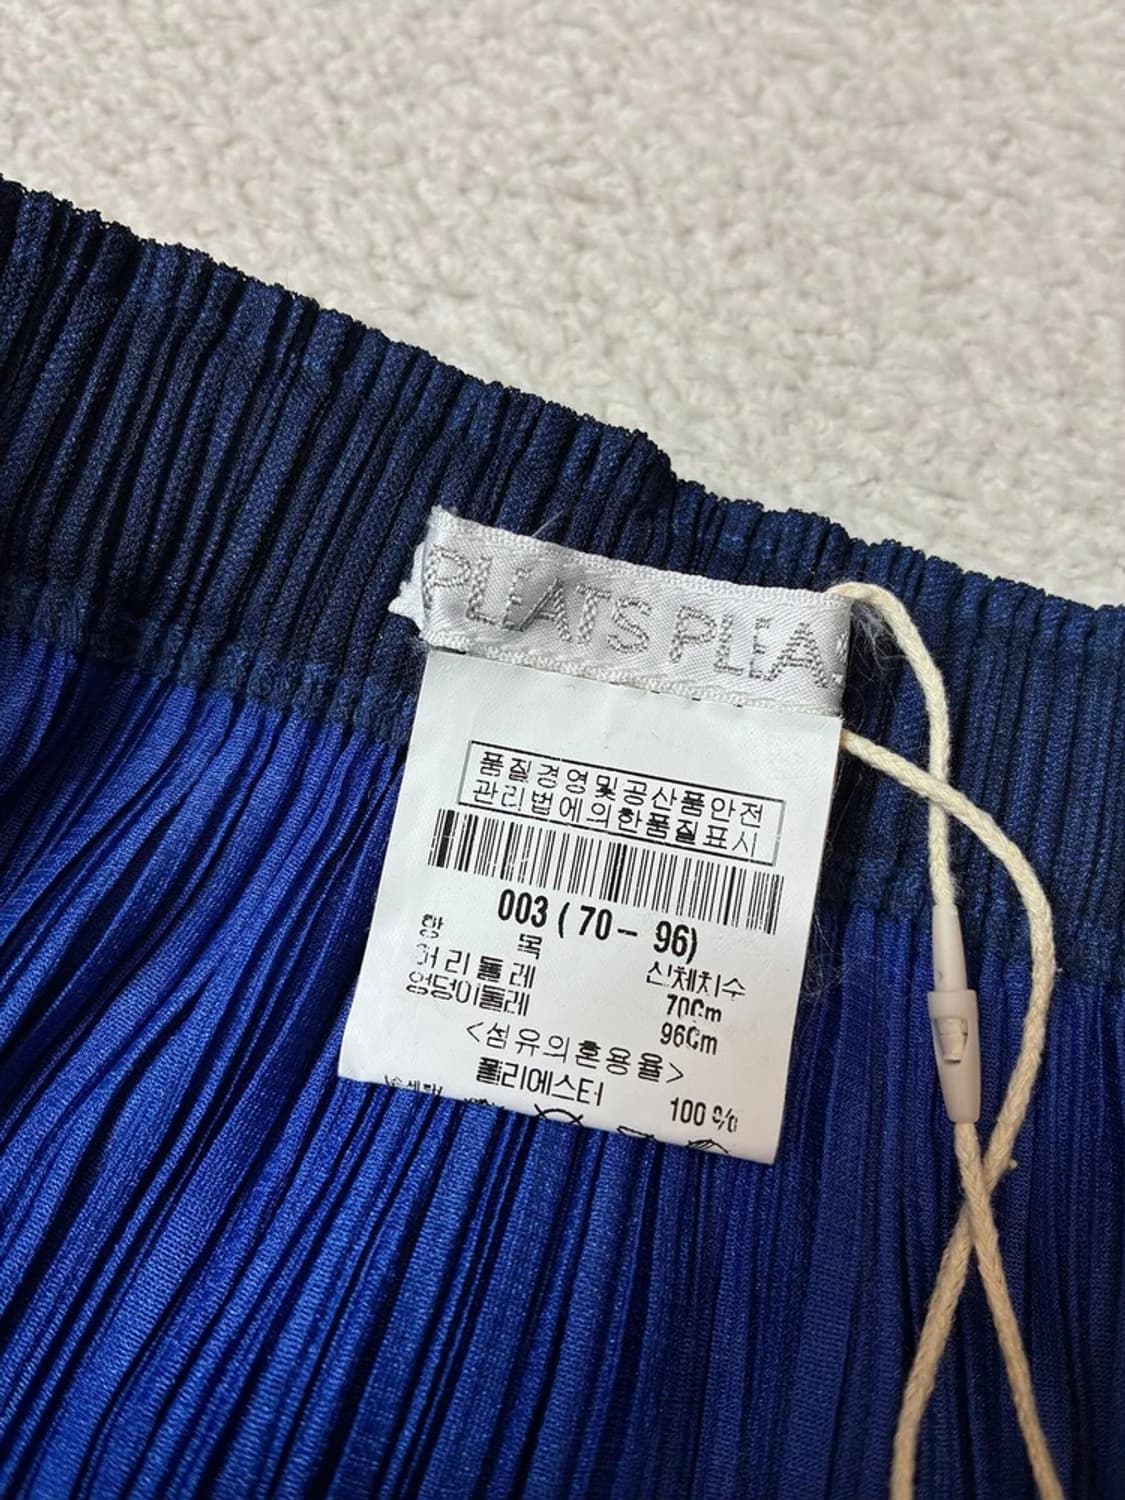 PLEATS PLEA
품질경영및공산품안전
관리법에의한품질표시
003 ( 70 - 96)
항 목 신체치수
허리둘레 70Cm
엉덩이둘레 96Cm
<섬유의혼용율>
폴리에스터 100 %